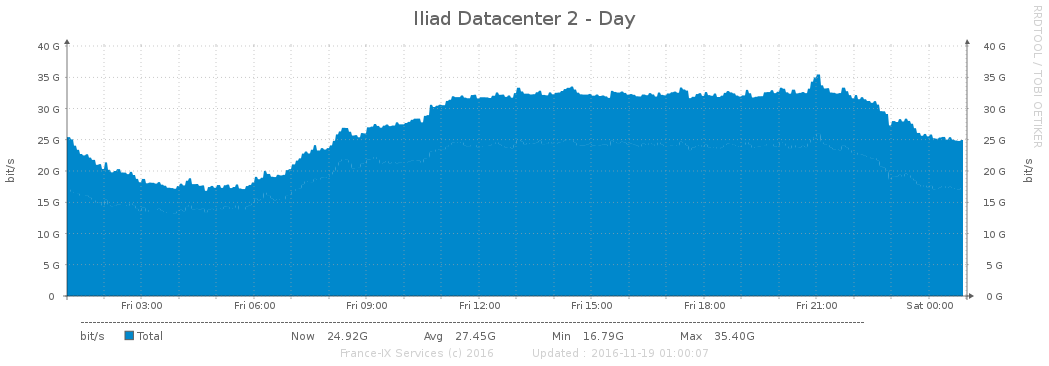 Iliad Datacenter 2 - Day
RRDTOOL / TOBI OETIKER
40 G 40 G
35 G 35 G
30 G 30 G
25 G 25 G
20 G 20 G
15 G 15 G
10 G 10 G
5 G 5 G
0 0 G
bit/s
bit/s
Fri 03:00 Fri 06:00 Fri 09:00 Fri 12:00 Fri 15:00 Fri 18:00 Fri 21:00 Sat 00:00
bit/s Total Now 24.92G Avg 27.45G Min 16.79G Max 35.40G
France-IX Services (c) 2016 Updated : 2016-11-19 01:00:07